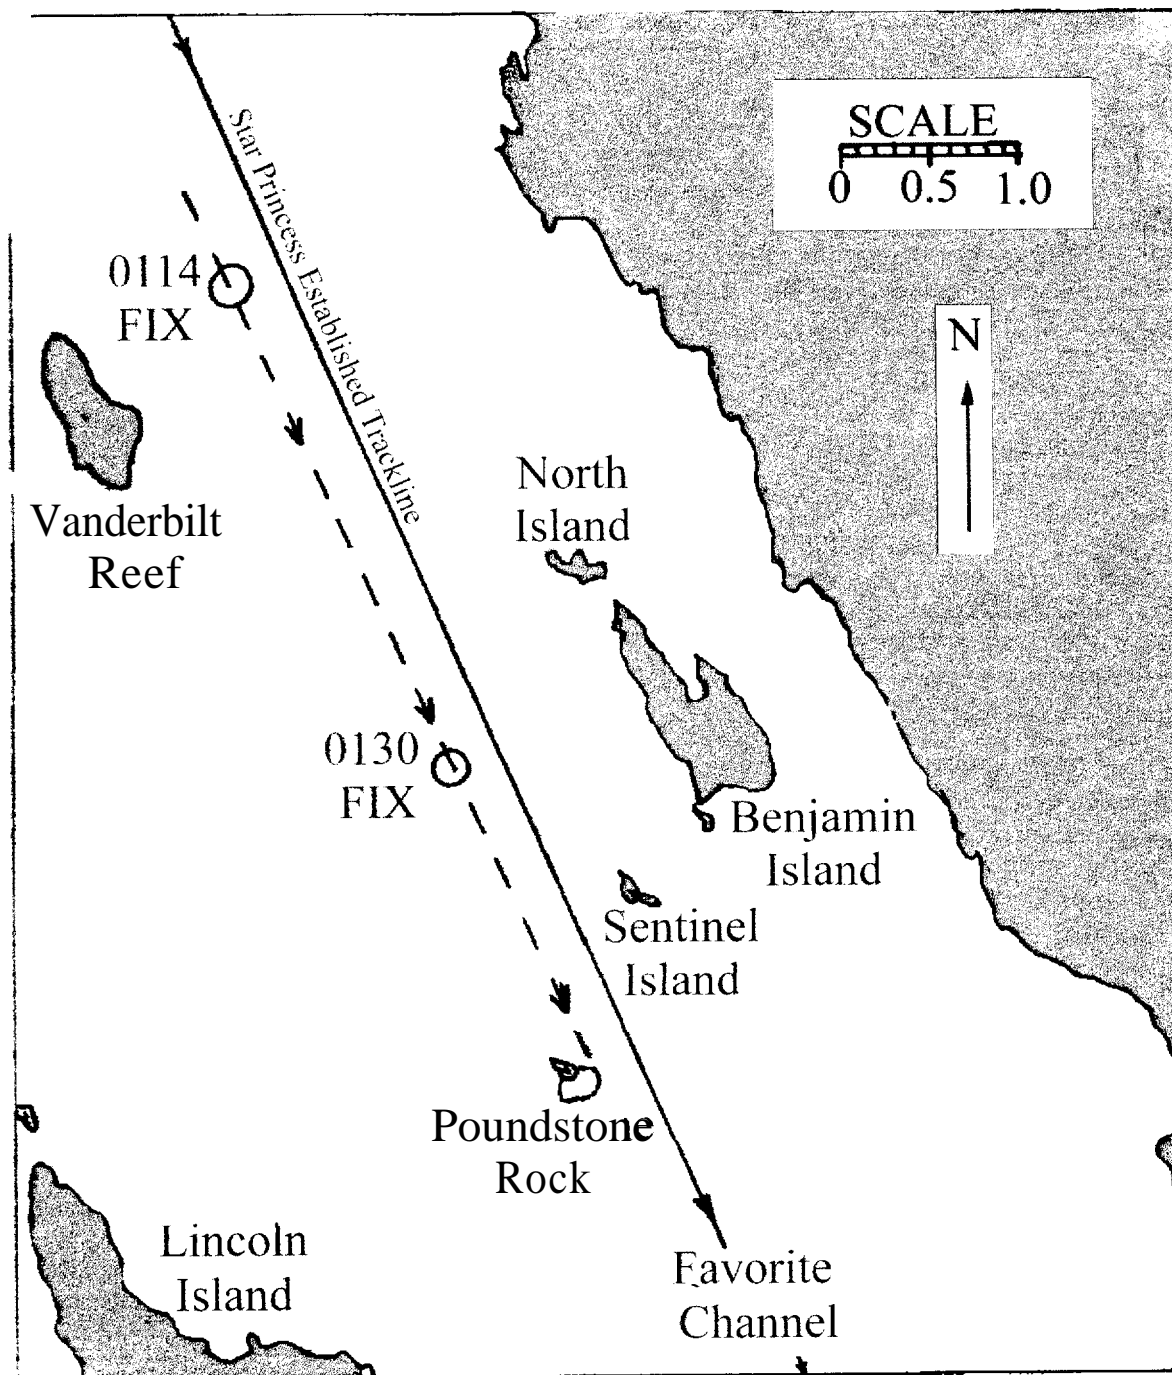 SCALE
0 0.5 1.0
Star Princess Established Trackline
0114
FIX
N
Vanderbilt
Reef
North
Island
0130
FIX
Benjamin
Island
Sentinel
Island
Poundstone
Rock
Lincoln
Island
Favorite
Channel